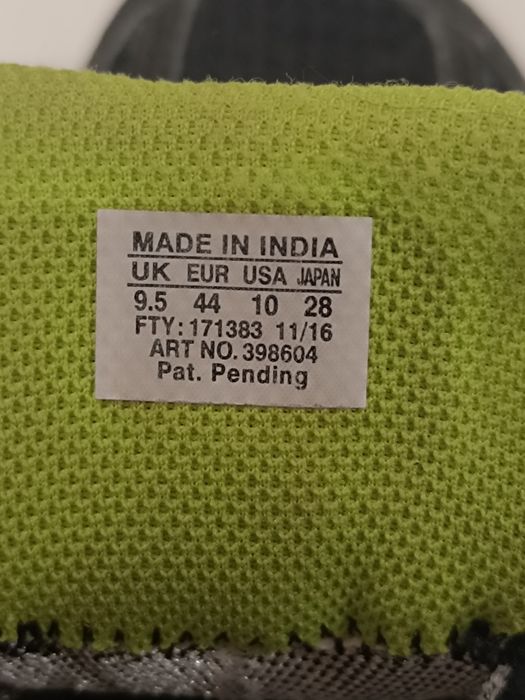 MADE IN INDIA
UK EUR USA JAPAN
9.5 44 10 28
FTY: 171383 11/16
ART NO. 398604
Pat. Pending